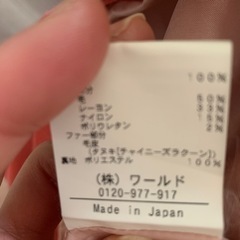 100%
毛 50%
レーヨン 33%
ナイロン 15%
ポリウレタン 2%
ファー部分
毛皮
(タヌキ[チャイニーズラクーン])
裏地 ポリエステル 100%
(株) ワールド
0120-977-917
Made in Japan